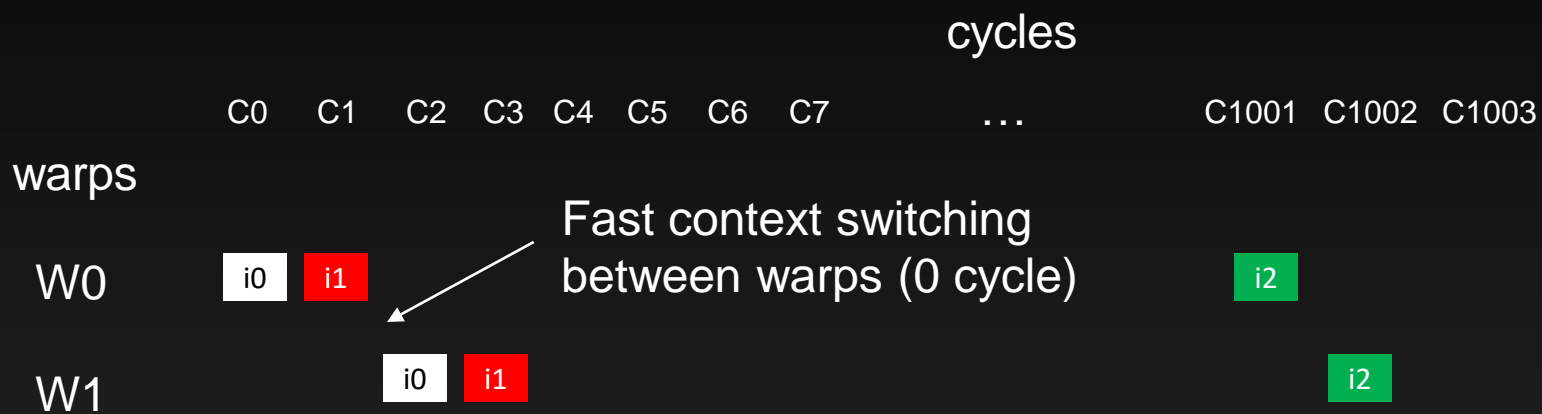 cycles
C0 C1 C2 C3 C4 C5 C6 C7 ... C1001 C1002 C1003
warps
Fast context switching
between warps (0 cycle)
W0 i0 i1 i2
W1 i0 i1 i2